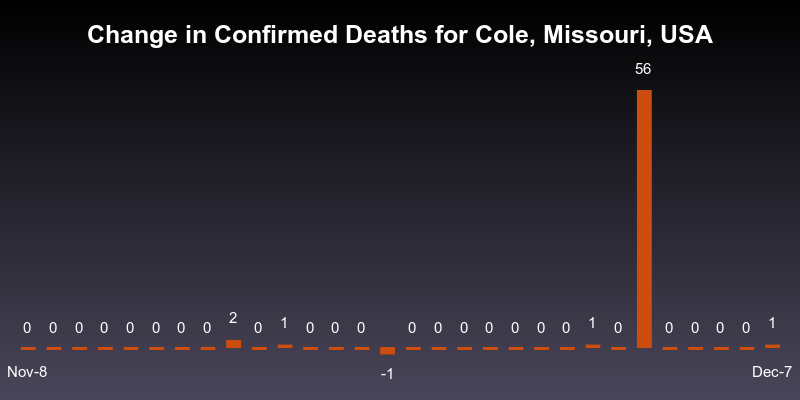 Change in Confirmed Deaths for Cole, Missouri, USA
56
0 0 0 0 0 0 0 0 2 0 1 0 0 0 0 0 0 0 0 0 0 1 0 0 0 0 0 1
Nov-8 -1 Dec-7